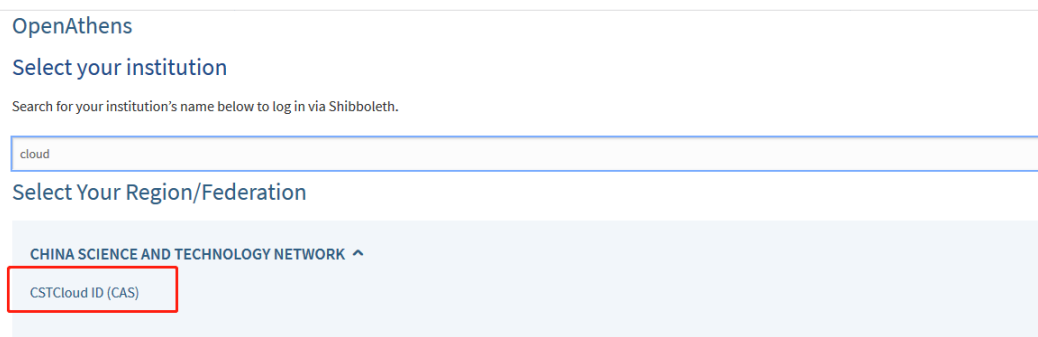 OpenAthens
Select your institution
Search for your institution's name below to log in via Shibboleth.
cloud
Select Your Region/Federation
CHINA SCIENCE AND TECHNOLOGY NETWORK
CSTCloud ID (CAS)